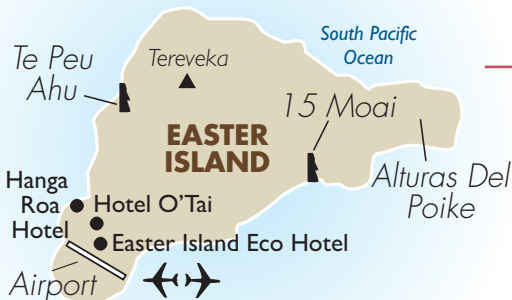 South Pacific
Ocean
Te Peu
Ahu
Tereveka
15 Moai
EASTER
ISLAND
Alturas Del
Poike
Hanga
Roa
Hotel
Hotel O'Tai
Easter Island Eco Hotel
Airport